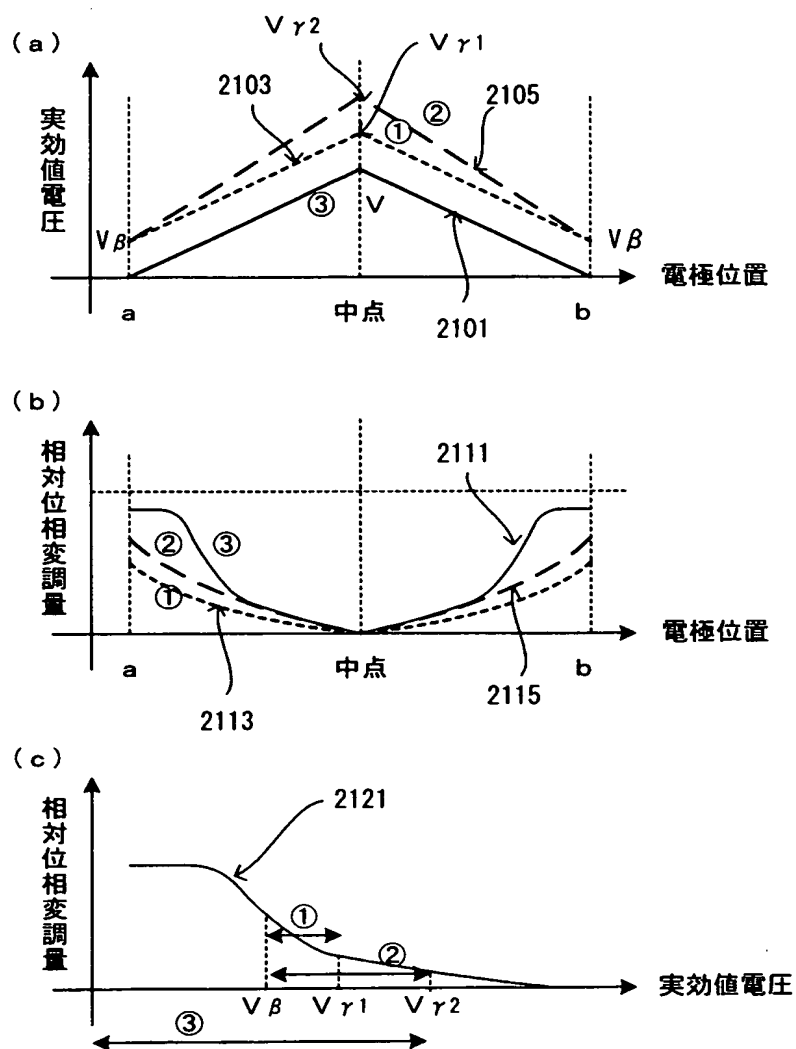 (a)
Vγ2
Vγ1
2103
2105
実効値電圧
②
①
③
V
Vβ
Vβ
電極位置
a
中点
b
2101
(b)
相対位相変調量
2111
②
③
①
電極位置
a
中点
b
2113
2115
(c)
相対位相変調量
2121
①
②
実効値電圧
Vβ
Vγ1
Vγ2
③